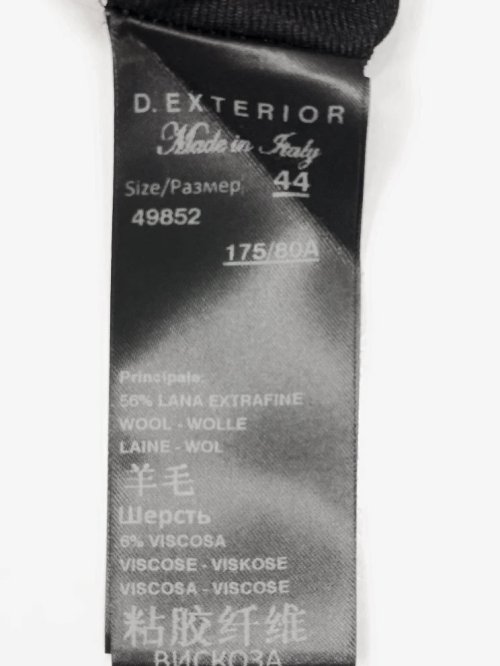 D. EXTERIOR
Made in Italy
Size/Размер 44
49852
175/80A
Principale:
56% LANA EXTRAFINE
WOOL - WOLLE
LAINE - WOL
羊毛
Шерсть
6% VISCOSA
VISCOSE - VISKOSE
VISCOSA - VISCOSE
粘胶纤维
ВИСКОЗА